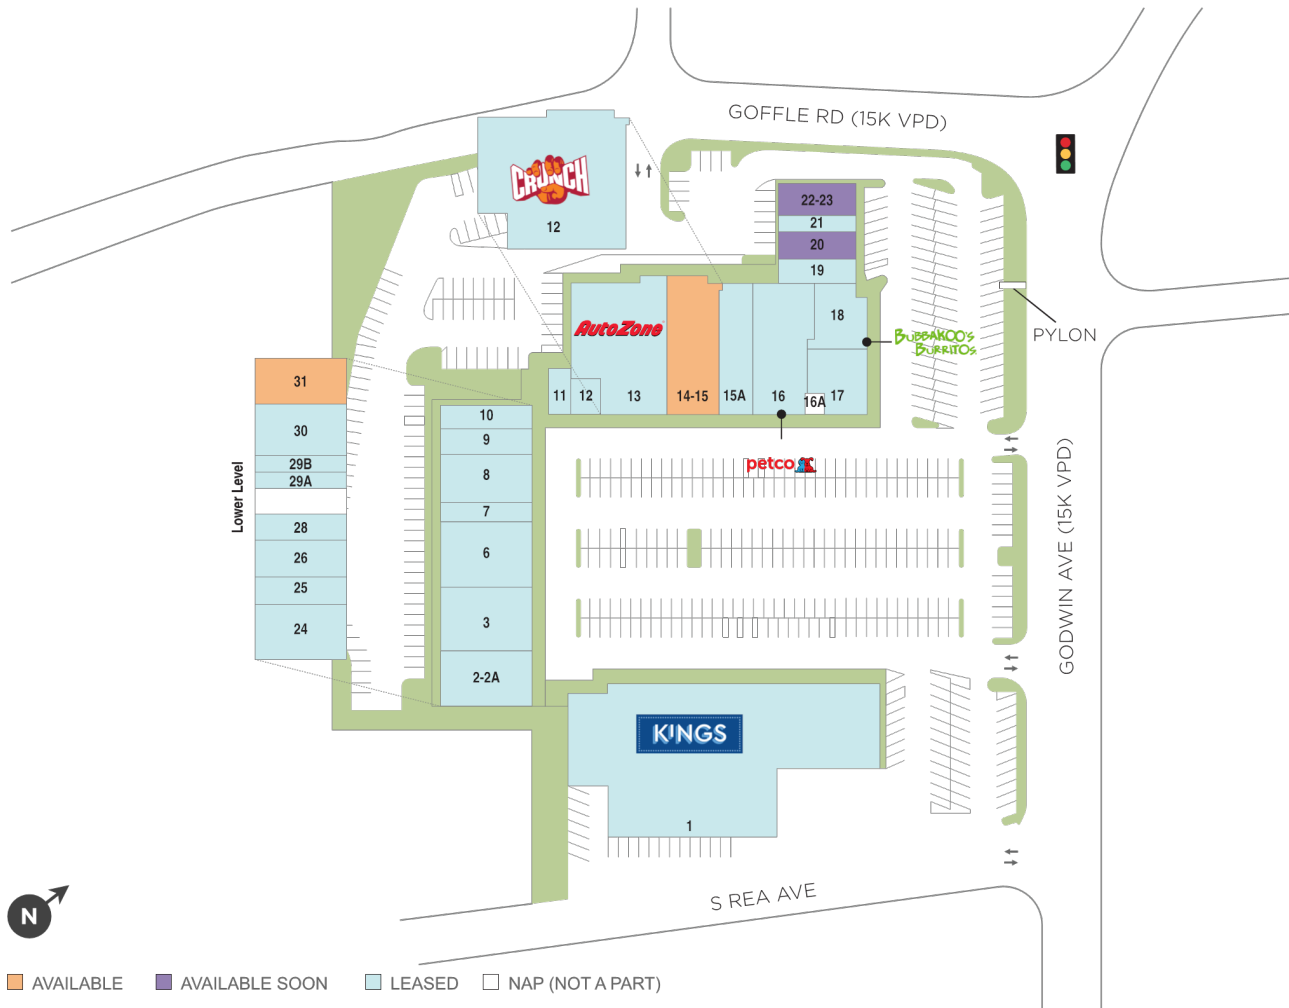 GOFFLE RD (15K VPD)
CRUNCH
12
22-23
21
20
19
18
AutoZone
BUBBAKOO'S
BURRITOS
PYLON
11
12
13
14-15
15A
16
16A
17
petco
31
30
29B
29A
28
26
25
24
Lower Level
10
9
8
7
6
3
2-2A
GODWIN AVE (15K VPD)
KINGS
1
S REA AVE
N
AVAILABLE
AVAILABLE SOON
LEASED
NAP (NOT A PART)